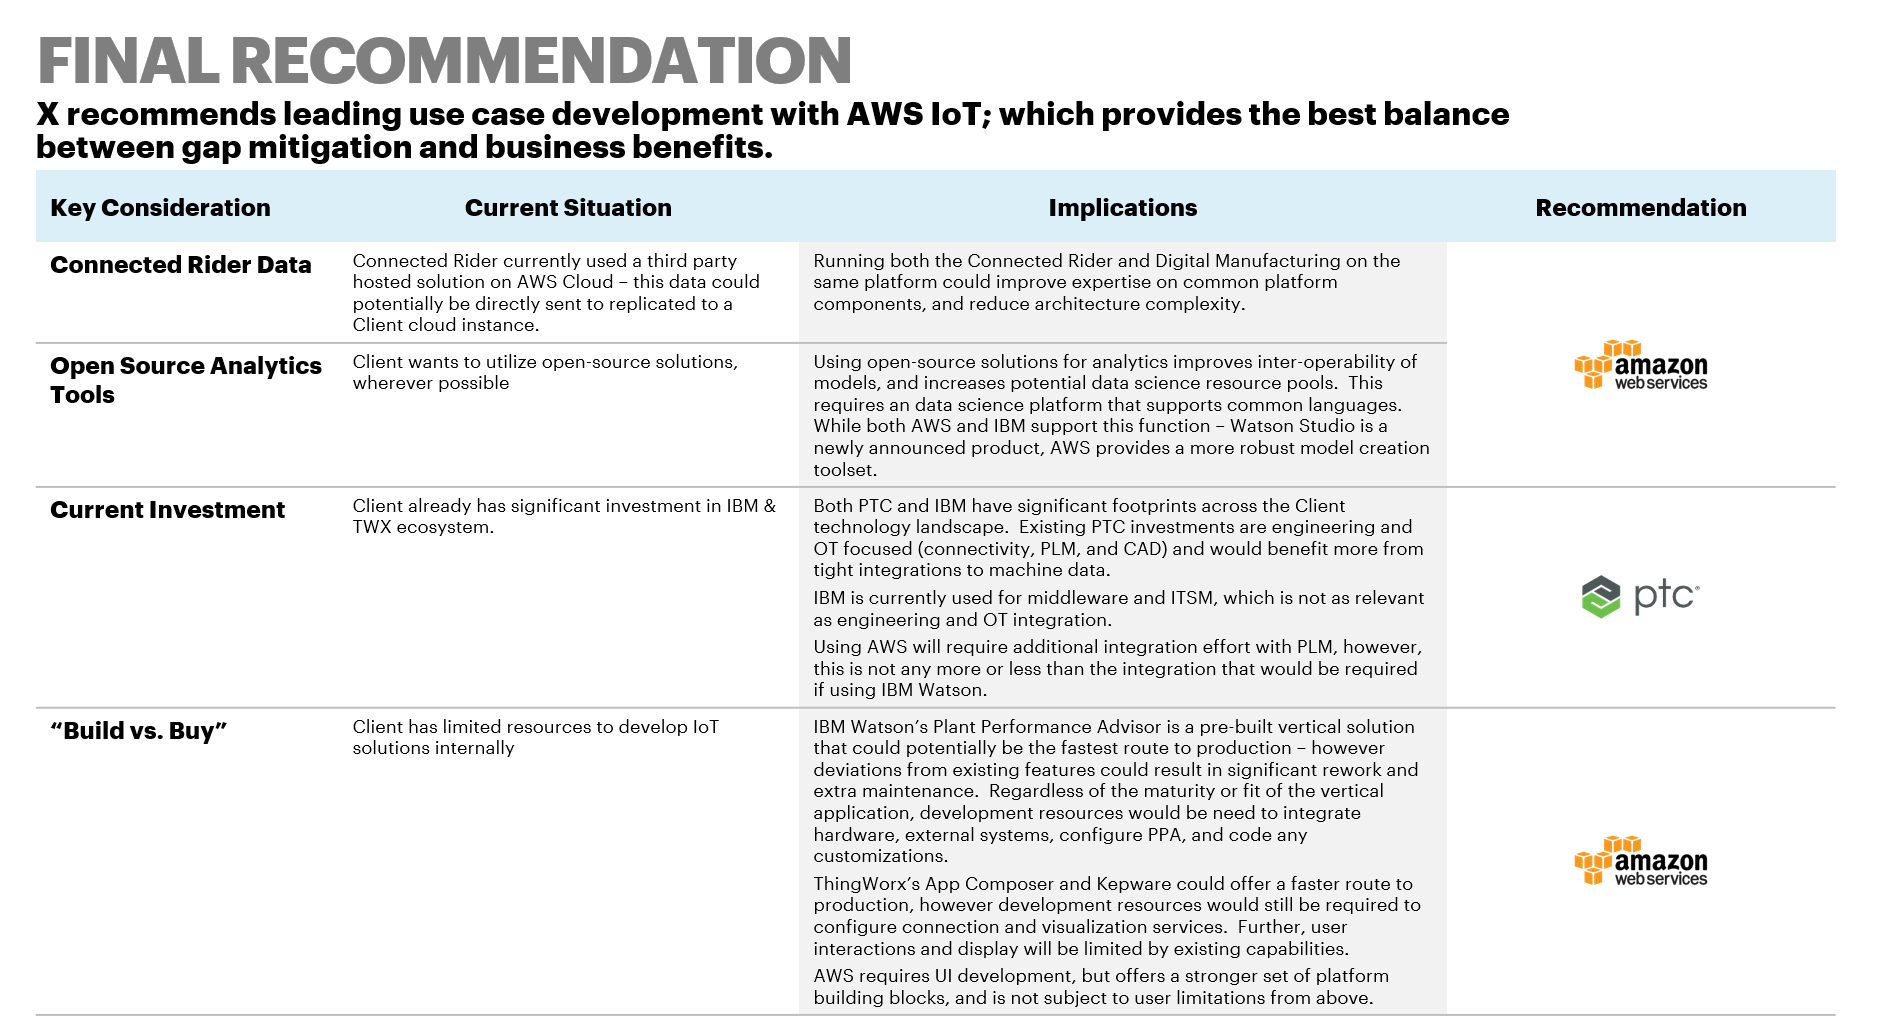 FINAL RECOMMENDATION
X recommends leading use case development with AWS IoT; which provides the best balance
between gap mitigation and business benefits.
Key Consideration
Current Situation
Implications
Recommendation
Connected Rider Data
Connected Rider currently used a third party
hosted solution on AWS Cloud – this data could
potentially be directly sent to replicated to a
Client cloud instance.
Running both the Connected Rider and Digital Manufacturing on the
same platform could improve expertise on common platform
components, and reduce architecture complexity.
amazon
web services
Open Source Analytics
Tools
Client wants to utilize open-source solutions,
wherever possible
Using open-source solutions for analytics improves inter-operability of
models, and increases potential data science resource pools.  This
requires an data science platform that supports common languages.
While both AWS and IBM support this function – Watson Studio is a
newly announced product, AWS provides a more robust model creation
toolset.
Current Investment
Client already has significant investment in IBM &
TWX ecosystem.
Both PTC and IBM have significant footprints across the Client
technology landscape.  Existing PTC investments are engineering and
OT focused (connectivity, PLM, and CAD) and would benefit more from
tight integrations to machine data.
IBM is currently used for middleware and ITSM, which is not as relevant
as engineering and OT integration.
Using AWS will require additional integration effort with PLM, however,
this is not any more or less than the integration that would be required
if using IBM Watson.
ptc®
“Build vs. Buy”
Client has limited resources to develop IoT
solutions internally
IBM Watson’s Plant Performance Advisor is a pre-built vertical solution
that could potentially be the fastest route to production – however
deviations from existing features could result in significant rework and
extra maintenance.  Regardless of the maturity or fit of the vertical
application, development resources would be need to integrate
hardware, external systems, configure PPA, and code any
customizations.
ThingWorx’s App Composer and Kepware could offer a faster route to
production, however development resources would still be required to
configure connection and visualization services.  Further, user
interactions and display will be limited by existing capabilities.
AWS requires UI development, but offers a stronger set of platform
building blocks, and is not subject to user limitations from above.
amazon
web services